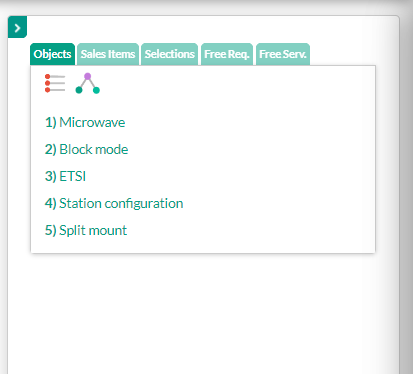 Objects Sales Items Selections Free Req. Free Serv.
1) Microwave
2) Block mode
3) ETSI
4) Station configuration
5) Split mount